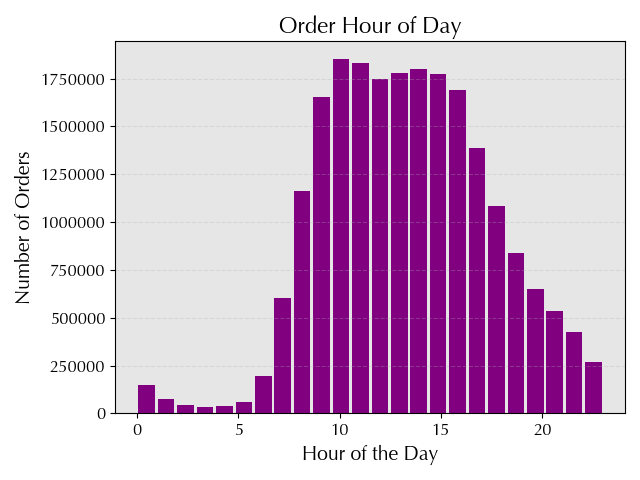 Order Hour of Day
Number of Orders
1750000
1500000
1250000
1000000
750000
500000
250000
0
0 5 10 15 20
Hour of the Day